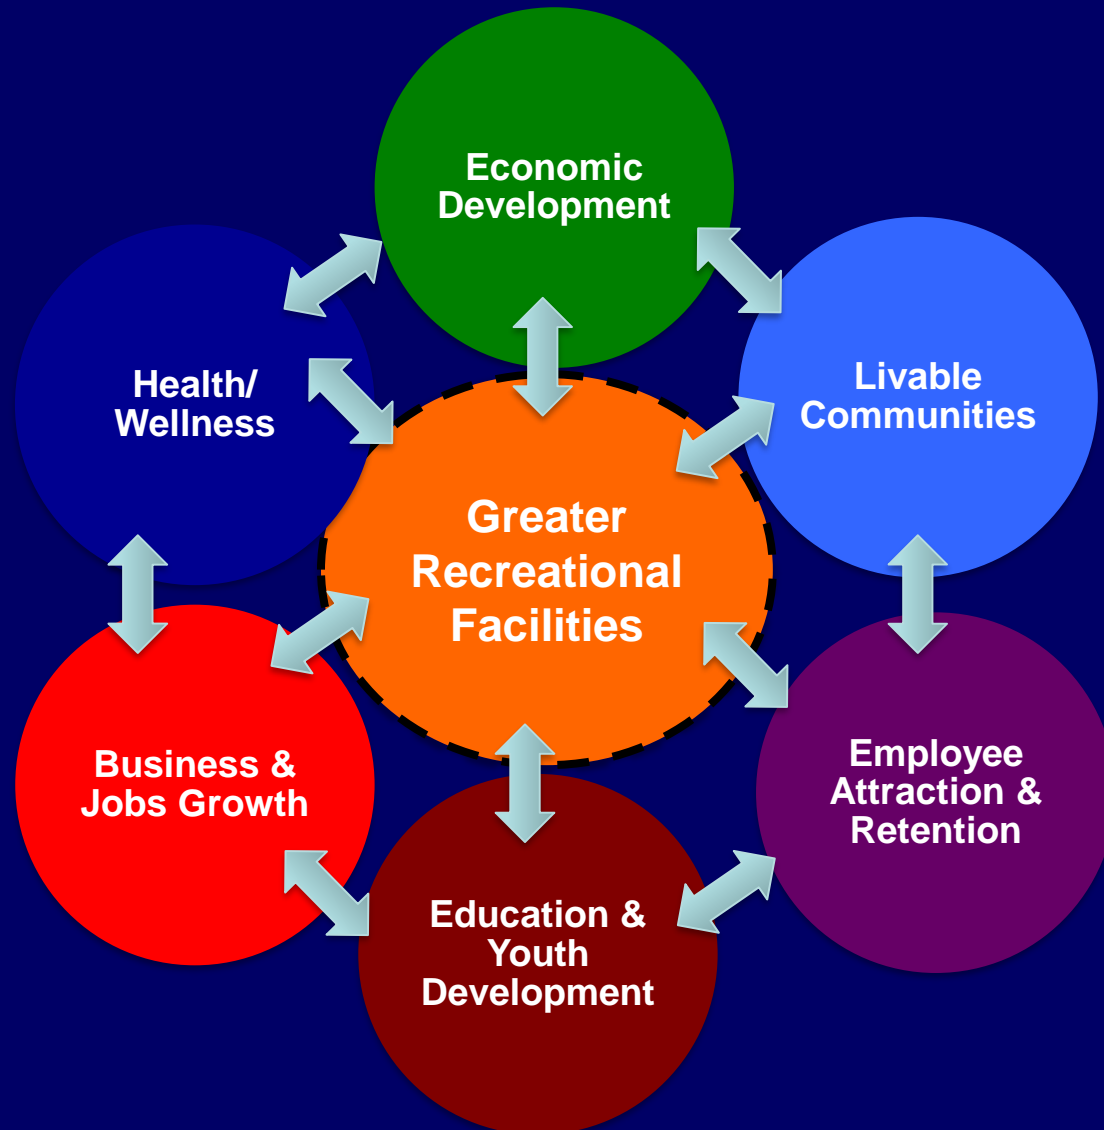 Economic
Development
Health/
Wellness
Livable
Communities
Greater
Recreational
Facilities
Business &
Jobs Growth
Employee
Attraction &
Retention
Education &
Youth
Development